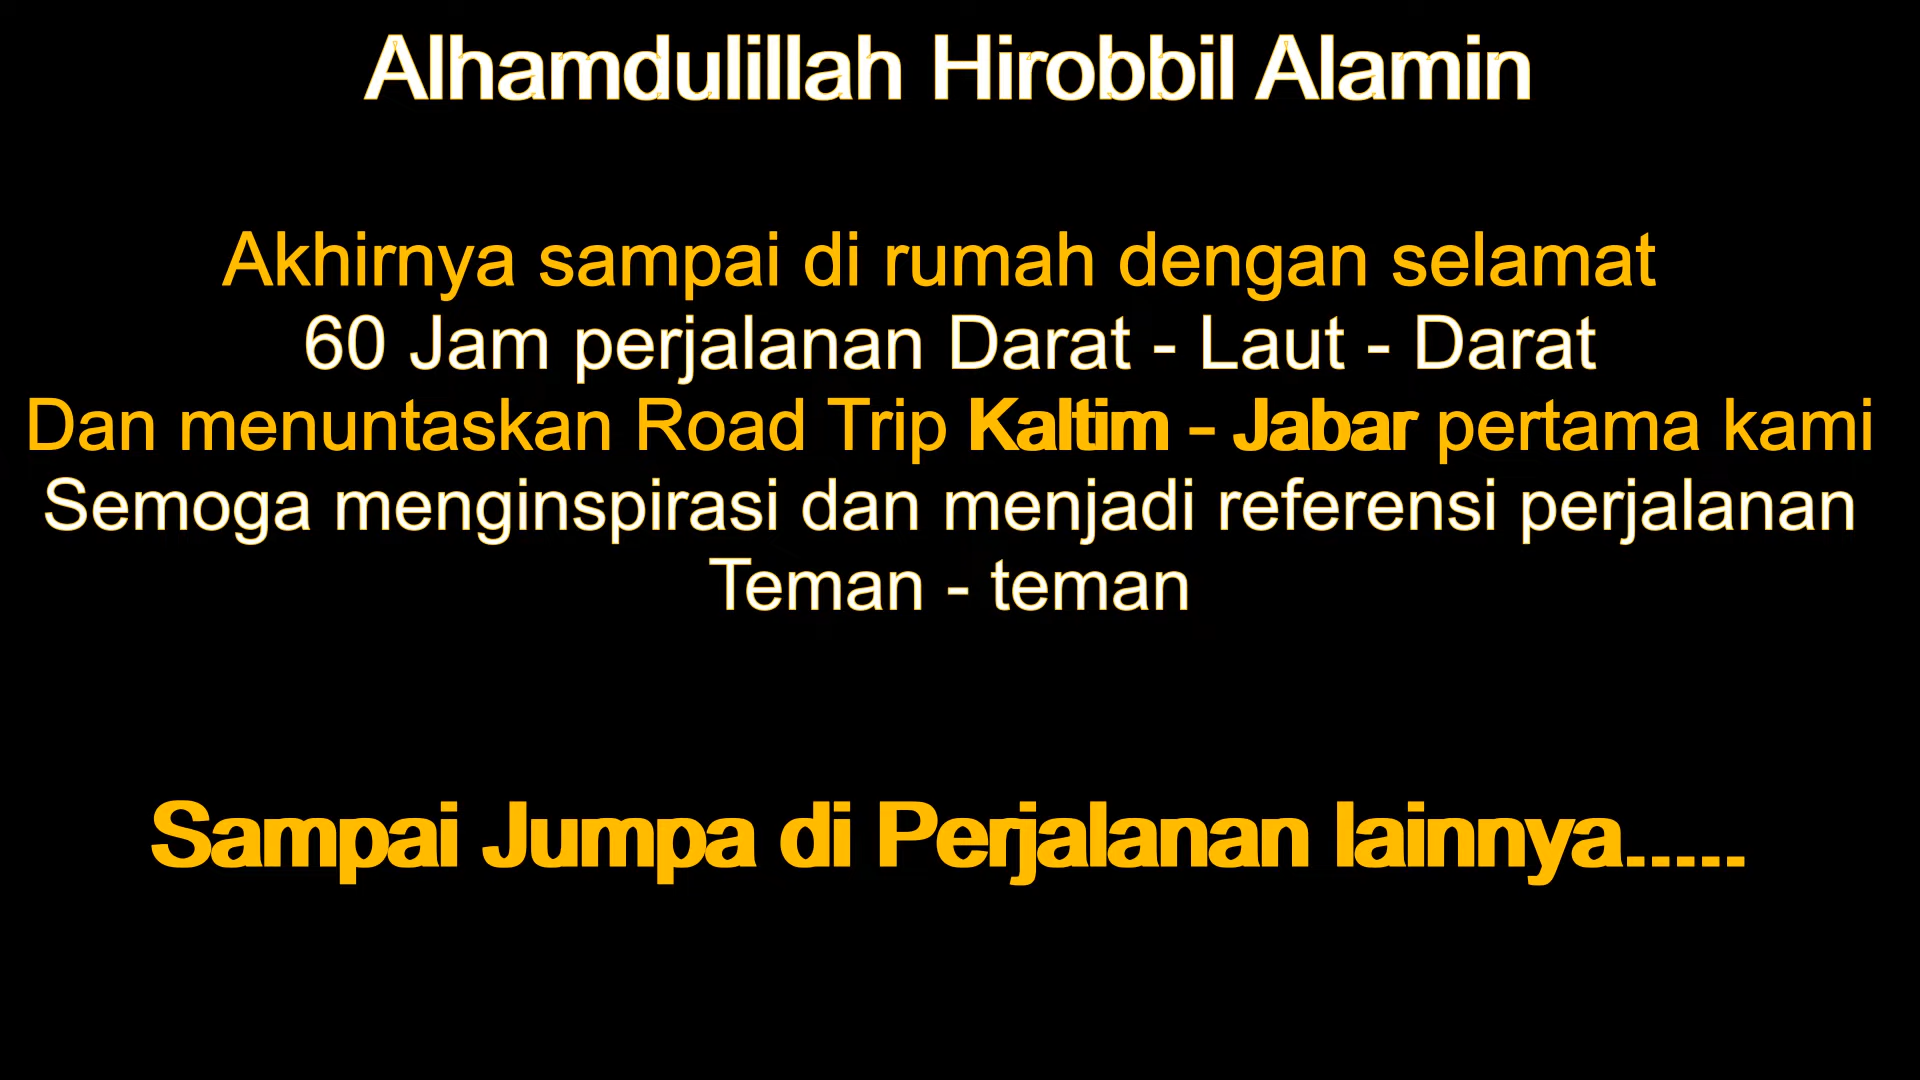 Alhamdulillah Hirobbil Alamin
Akhirnya sampai di rumah dengan selamat
60 Jam perjalanan Darat - Laut - Darat
Dan menuntaskan Road Trip Kaltim - Jabar pertama kami
Semoga menginspirasi dan menjadi referensi perjalanan
Teman - teman
Sampai Jumpa di Perjalanan lainnya.....